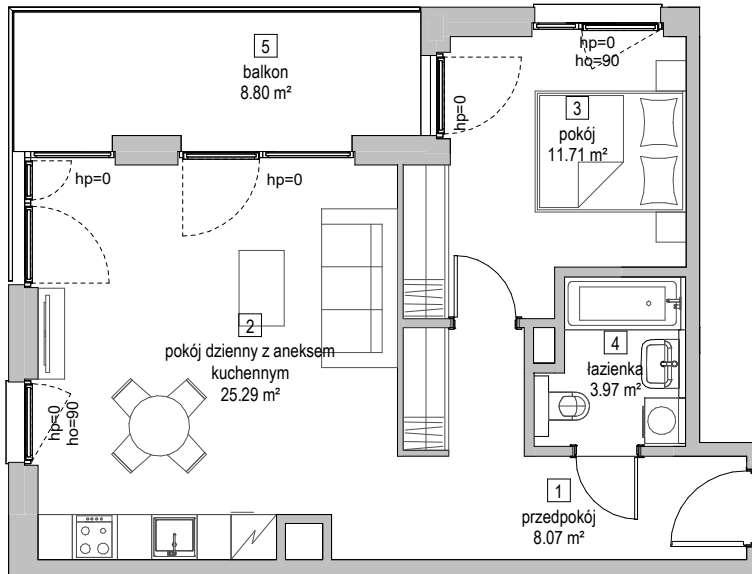 5
balkon
8.80 m²
hp=0
ho=90
hp=0
3
pokój
11.71 m²
hp=0
hp=0
2
pokój dzienny z aneksem
kuchennym
25.29 m²
4
łazienka
3.97 m²
hp=0
ho=90
1
przedpokój
8.07 m²